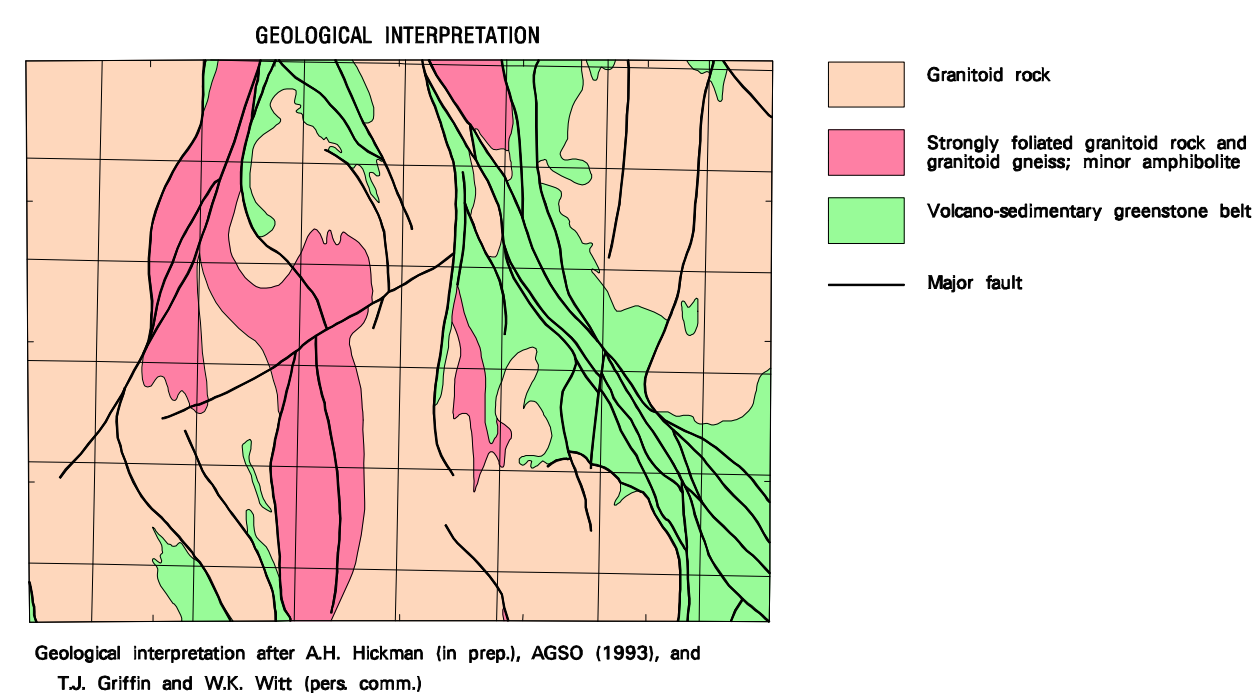 GEOLOGICAL INTERPRETATION
Granitoid rock
Strongly foliated granitoid rock and
granitoid gneiss; minor amphibolite
Volcano-sedimentary greenstone belt
Major fault
Geological interpretation after A.H. Hickman (in prep.), AGSO (1993), and
T.J. Griffin and W.K. Witt (pers. comm.)